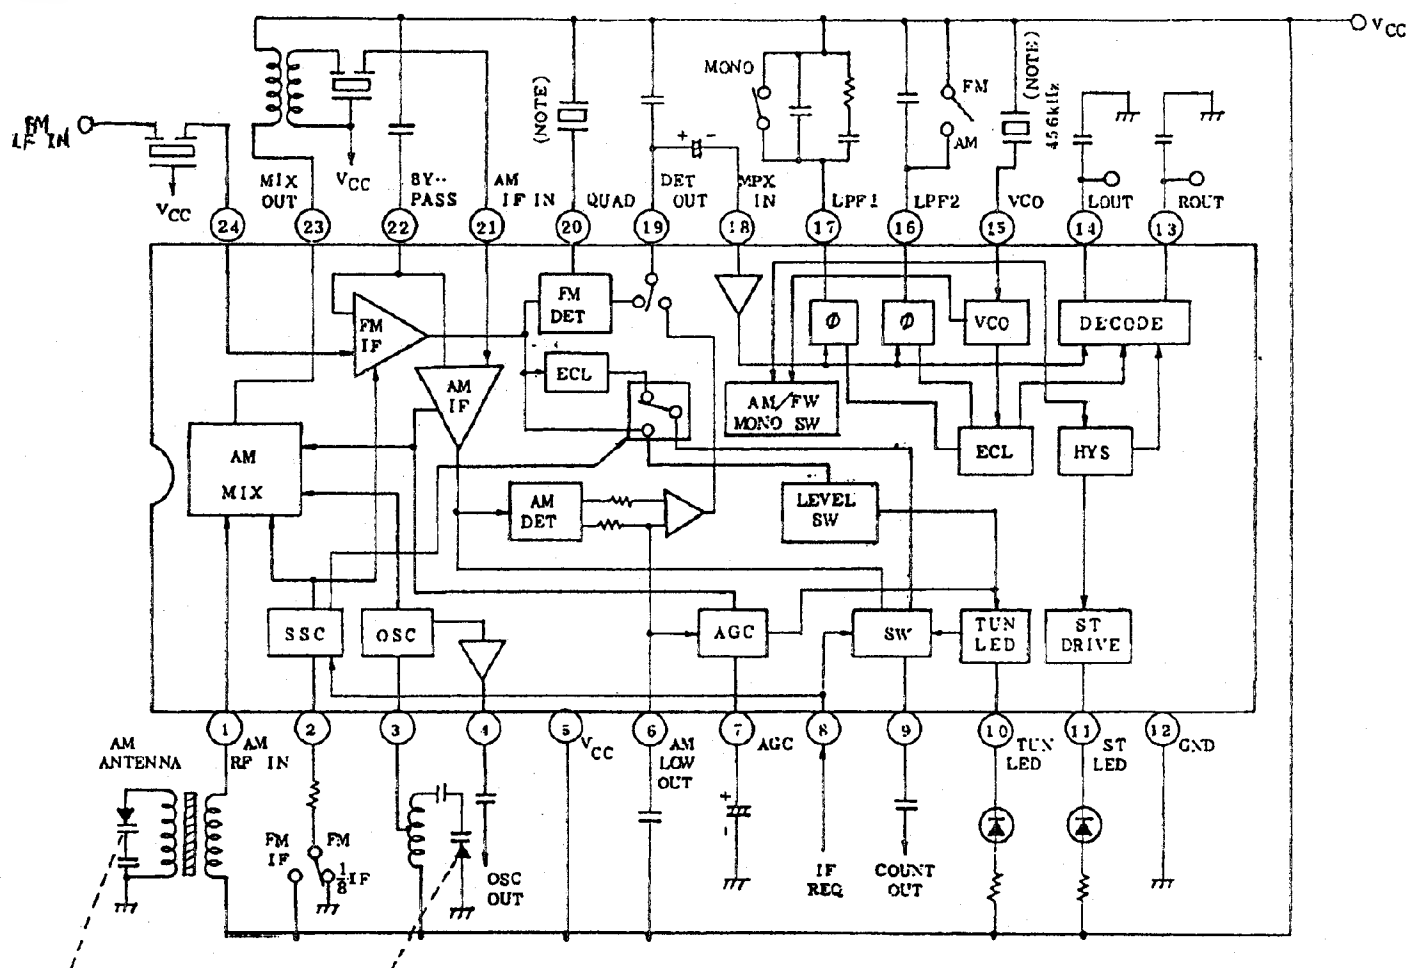 VCC
(NOTE)
(NOTE)
456kHz
MONO
FM
AM
FM
IF IN
VCC
VCC
MIX
OUT
BY-
PASS
AM
IF IN
QUAD
DET
OUT
MPX
IN
LPF1
LPF2
VCO
LOUT
ROUT
24
23
22
21
20
19
18
17
16
15
14
13
FM
IF
FM
DET
ECL
AM
IF
AM
MIX
AM
DET
Φ
Φ
VCO
DECODE
AM/FW
MONO SW
ECL
HYS
LEVEL
SW
SSC
OSC
AGC
SW
TUN
LED
ST
DRIVE
1
2
3
4
5
6
7
8
9
10
11
12
AM
RF IN
VCC
AM
LOW
OUT
AGC
TUN
LED
ST
LED
GND
AM
ANTENNA
+
-
+
-
FM
IF
FM
1/8 IF
OSC
OUT
IF
REQ
COUNT
OUT